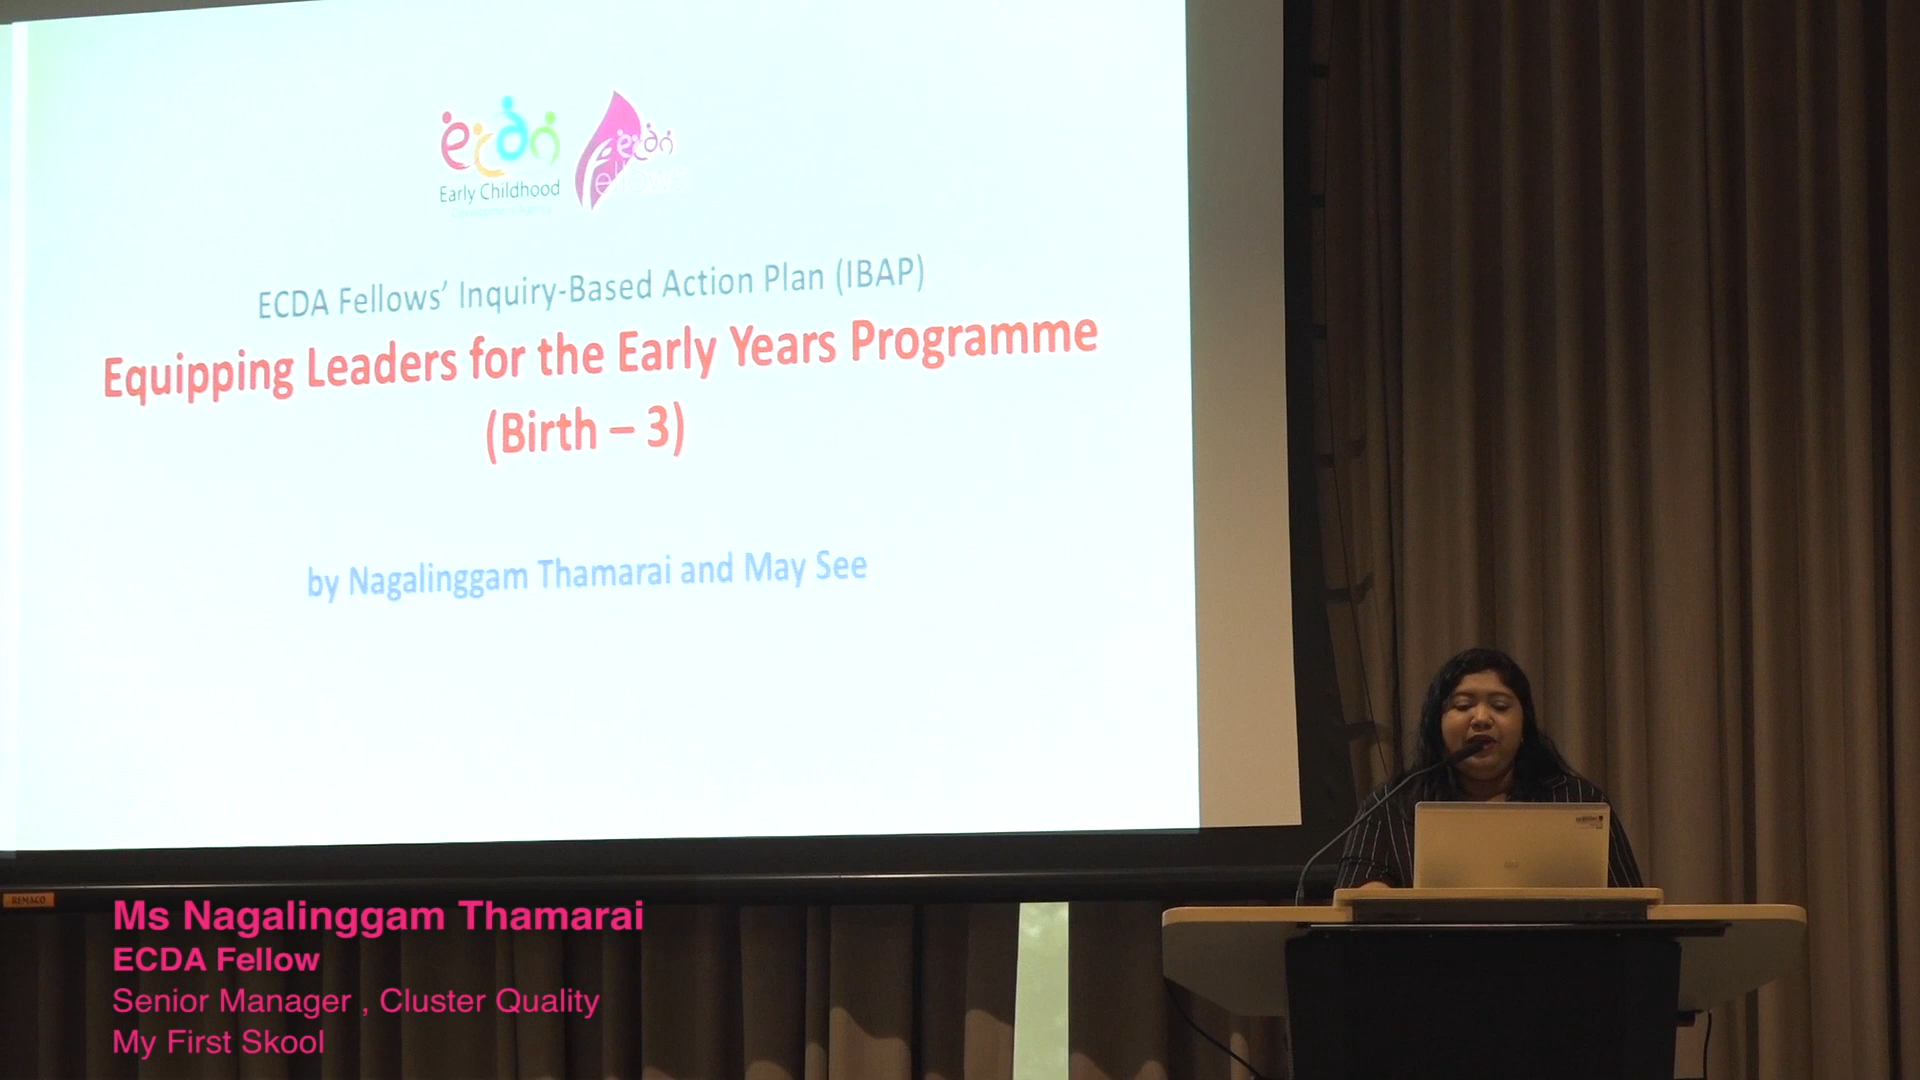 ecda
Early Childhood
ecda
Fellows
ECDA Fellows’ Inquiry-Based Action Plan (IBAP)
Equipping Leaders for the Early Years Programme
(Birth – 3)
by Nagalinggam Thamarai and May See
REMACO
Ms Nagalinggam Thamarai
ECDA Fellow
Senior Manager , Cluster Quality
My First Skool